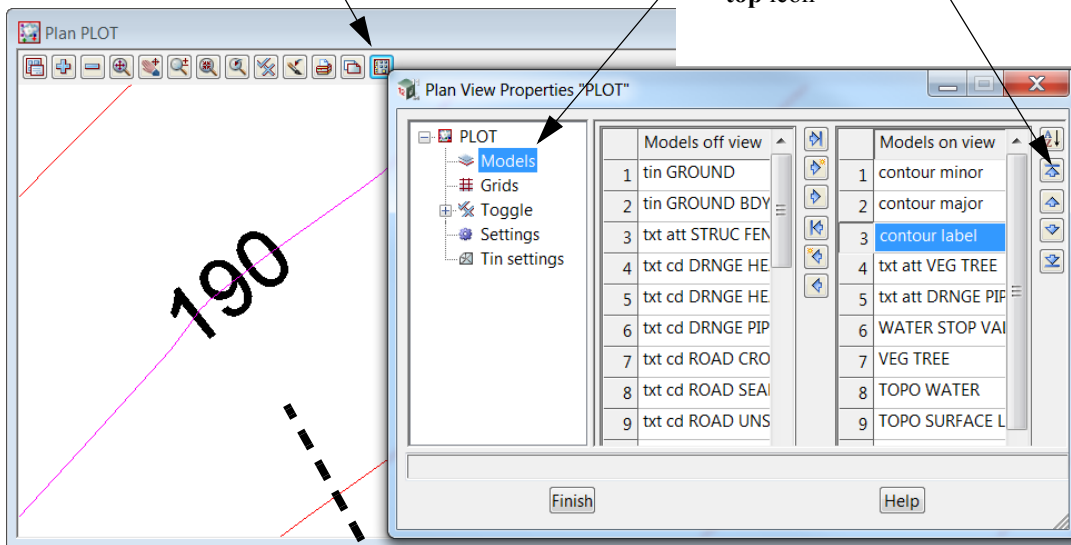 top icon
Plan PLOT
Plan View Properties "PLOT"
PLOT
Models
Grids
Toggle
Settings
Tin settings
Models off view
1 tin GROUND
2 tin GROUND BDY
3 txt att STRUC FEN
4 txt cd DRNGE HE
5 txt cd DRNGE HE
6 txt cd DRNGE PIP
7 txt cd ROAD CRO
8 txt cd ROAD SEA
9 txt cd ROAD UNS
Models on view
1 contour minor
2 contour major
3 contour label
4 txt att VEG TREE
5 txt att DRNGE PIP
6 WATER STOP VAI
7 VEG TREE
8 TOPO WATER
9 TOPO SURFACE L
190
Finish
Help